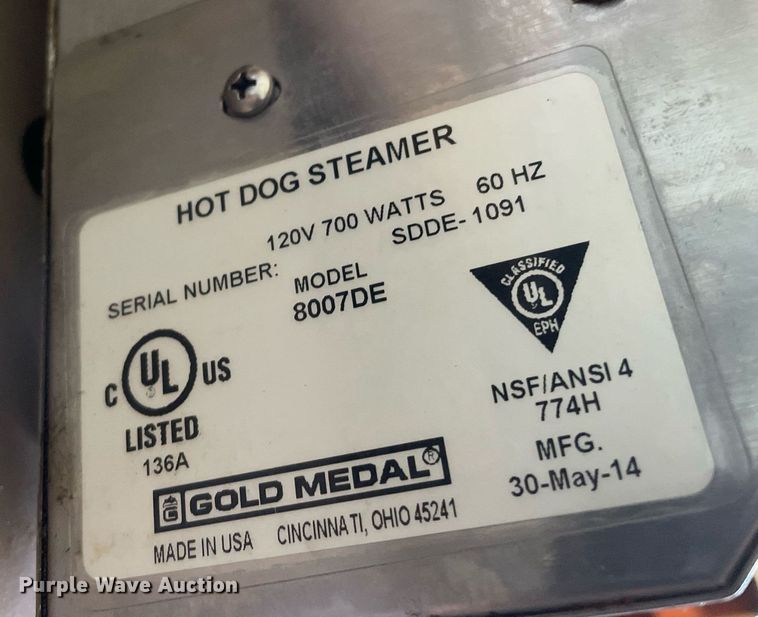 HOT DOG STEAMER
120V 700 WATTS 60 HZ
SERIAL NUMBER: SDDE-1091
MODEL
8007DE
CLASSIFIED
UL
EPH
C UL US
LISTED
136A
NSF/ANSI 4
774H
MFG.
30-May-14
G GOLD MEDAL®
MADE IN USA CINCINNATI, OHIO 45241
Purple Wave Auction